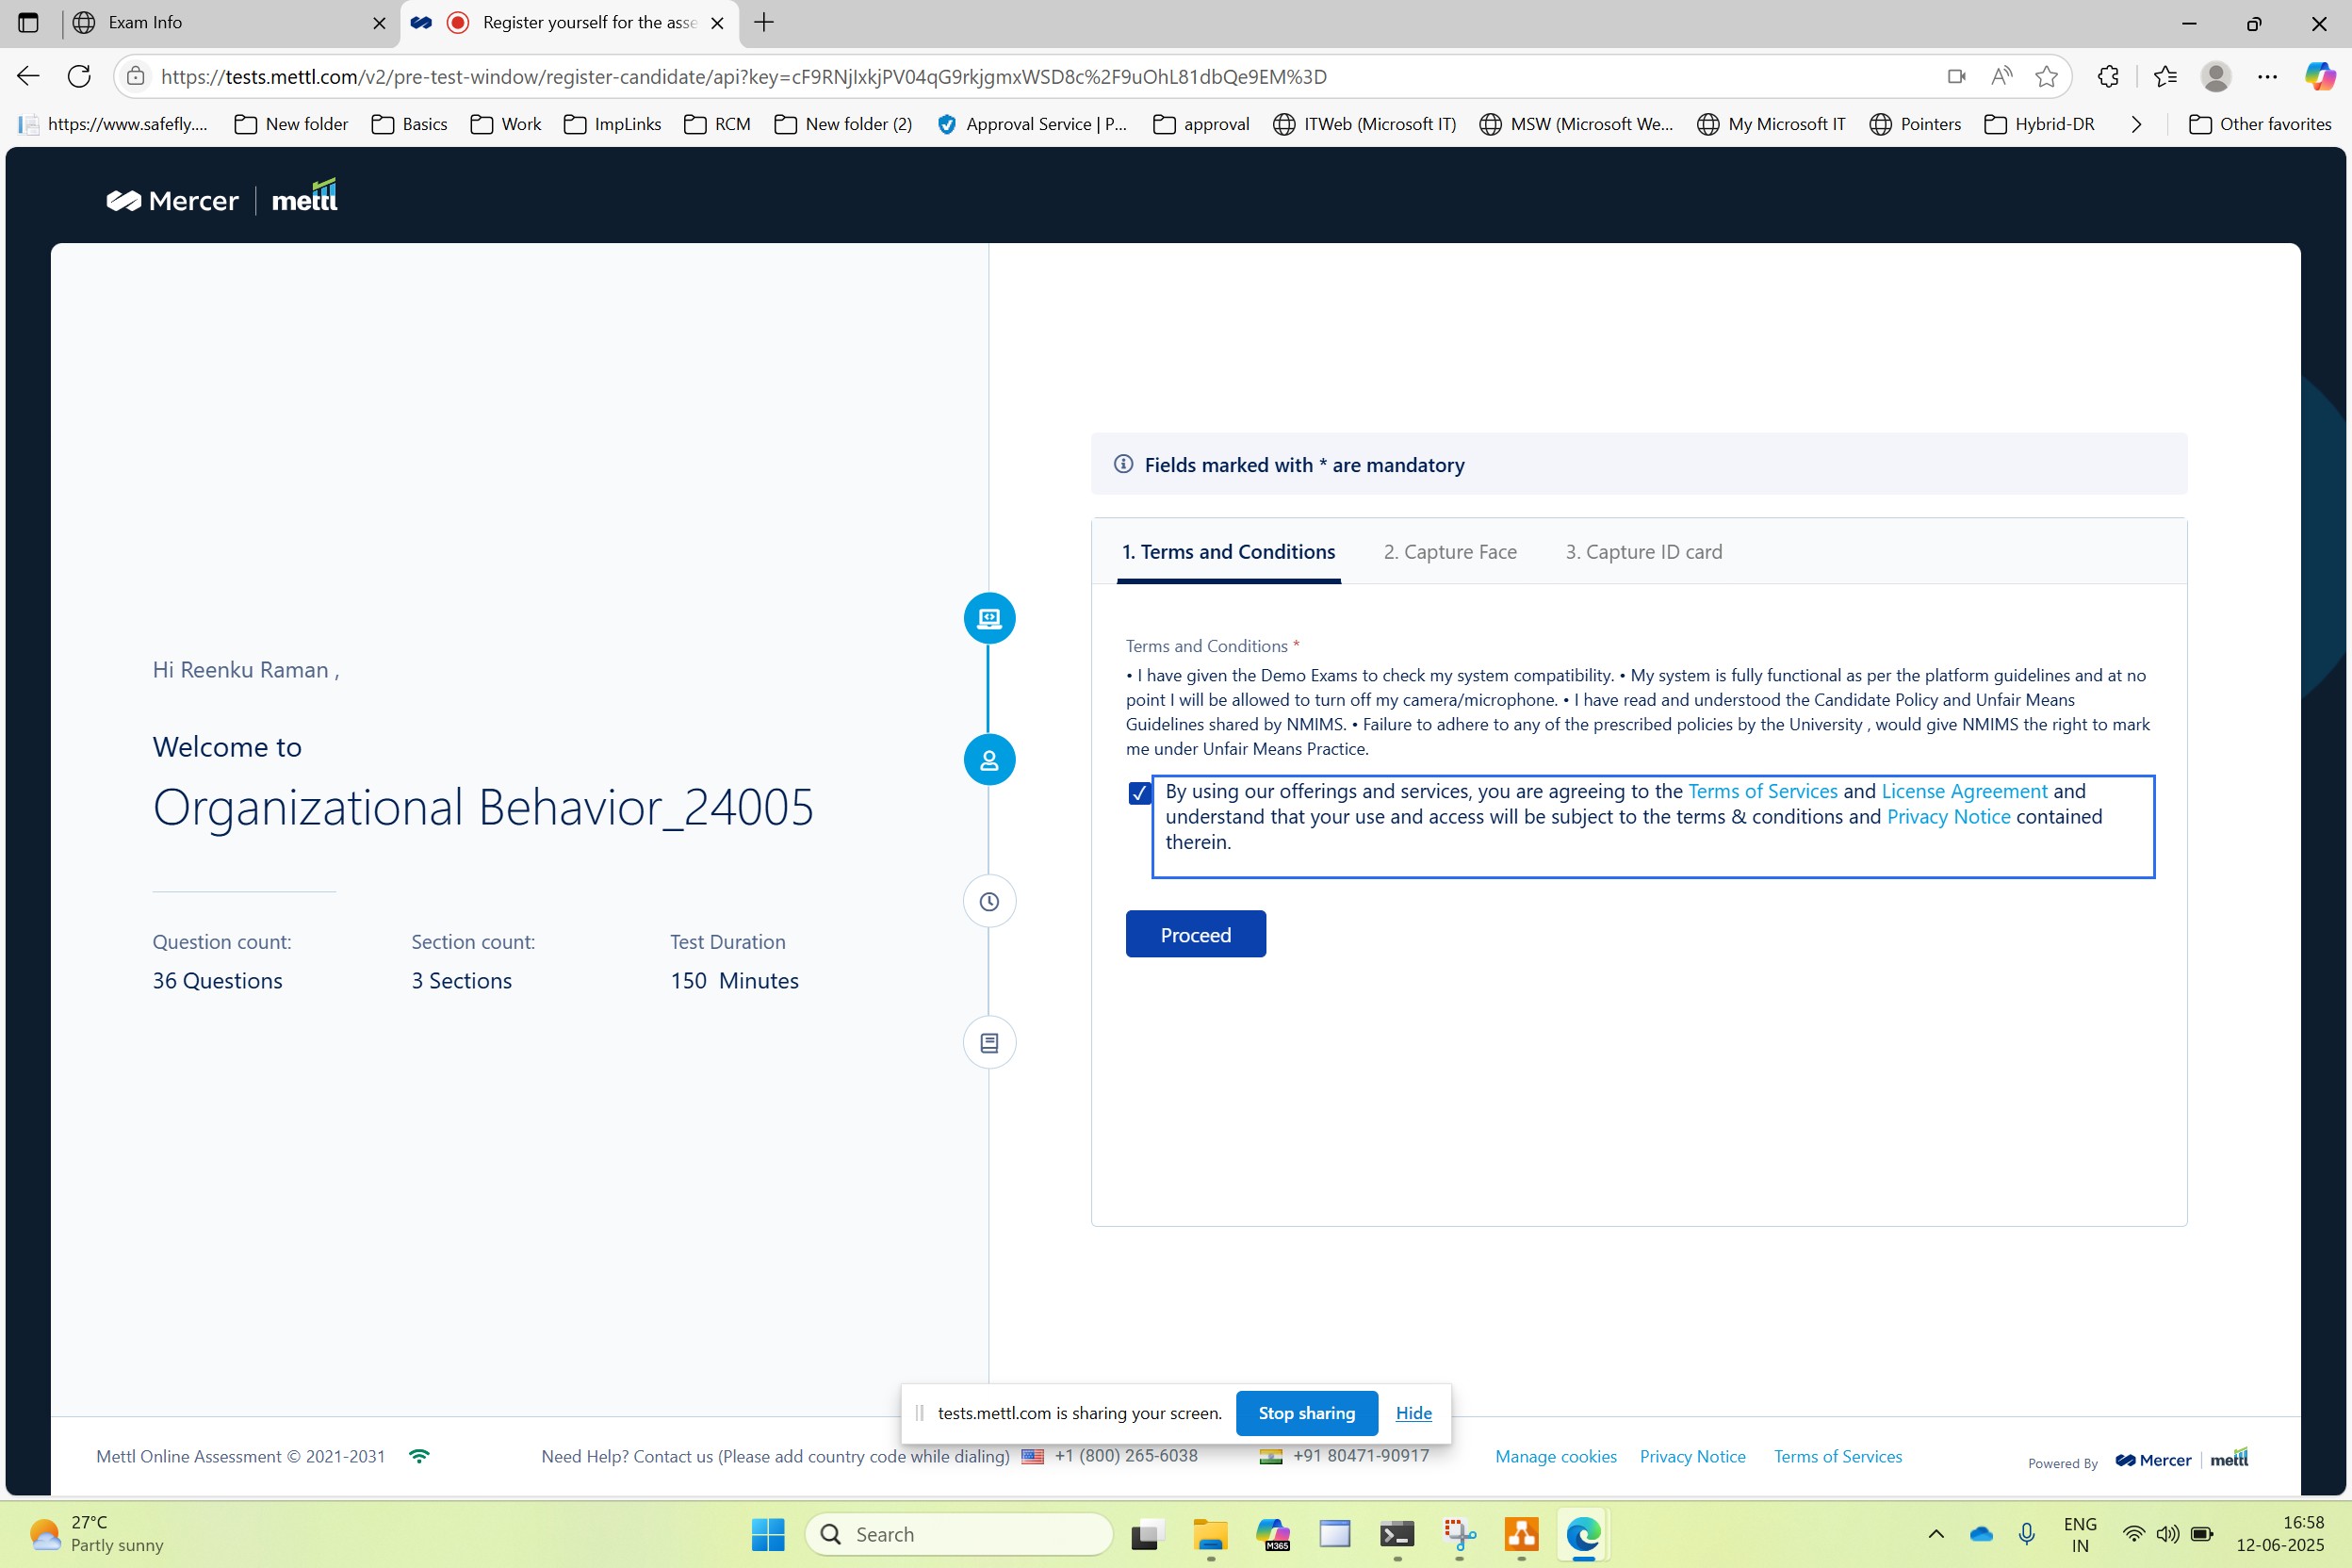 Exam Info
Register yourself for the asse
https://tests.mettl.com/v2/pre-test-window/register-candidate/api?key=cF9RNjIxkjPV04qG9rkjgmxWSD8c%2F9uOhL81dbQe9EM%3D
https://www.safefly....
New folder
Basics
Work
ImpLinks
RCM
New folder (2)
Approval Service | P...
approval
ITWeb (Microsoft IT)
MSW (Microsoft We...
My Microsoft IT
Pointers
Hybrid-DR
Other favorites
Mercer | mettl
Hi Reenku Raman ,
Welcome to
Organizational Behavior_24005
Question count:
36 Questions
Section count:
3 Sections
Test Duration
150 Minutes
Fields marked with * are mandatory
1. Terms and Conditions
2. Capture Face
3. Capture ID card
Terms and Conditions *
• I have given the Demo Exams to check my system compatibility. • My system is fully functional as per the platform guidelines and at no
point I will be allowed to turn off my camera/microphone. • I have read and understood the Candidate Policy and Unfair Means
Guidelines shared by NMIMS. • Failure to adhere to any of the prescribed policies by the University , would give NMIMS the right to mark
me under Unfair Means Practice.
By using our offerings and services, you are agreeing to the Terms of Services and License Agreement and
understand that your use and access will be subject to the terms & conditions and Privacy Notice contained
therein.
Proceed
tests.mettl.com is sharing your screen.
Stop sharing
Hide
Mettl Online Assessment © 2021-2031
Need Help? Contact us (Please add country code while dialing)
+1 (800) 265-6038
+91 80471-90917
Manage cookies
Privacy Notice
Terms of Services
Powered By
Mercer | mettl
27°C
Partly sunny
Search
M365
ENG
IN
16:58
12-06-2025